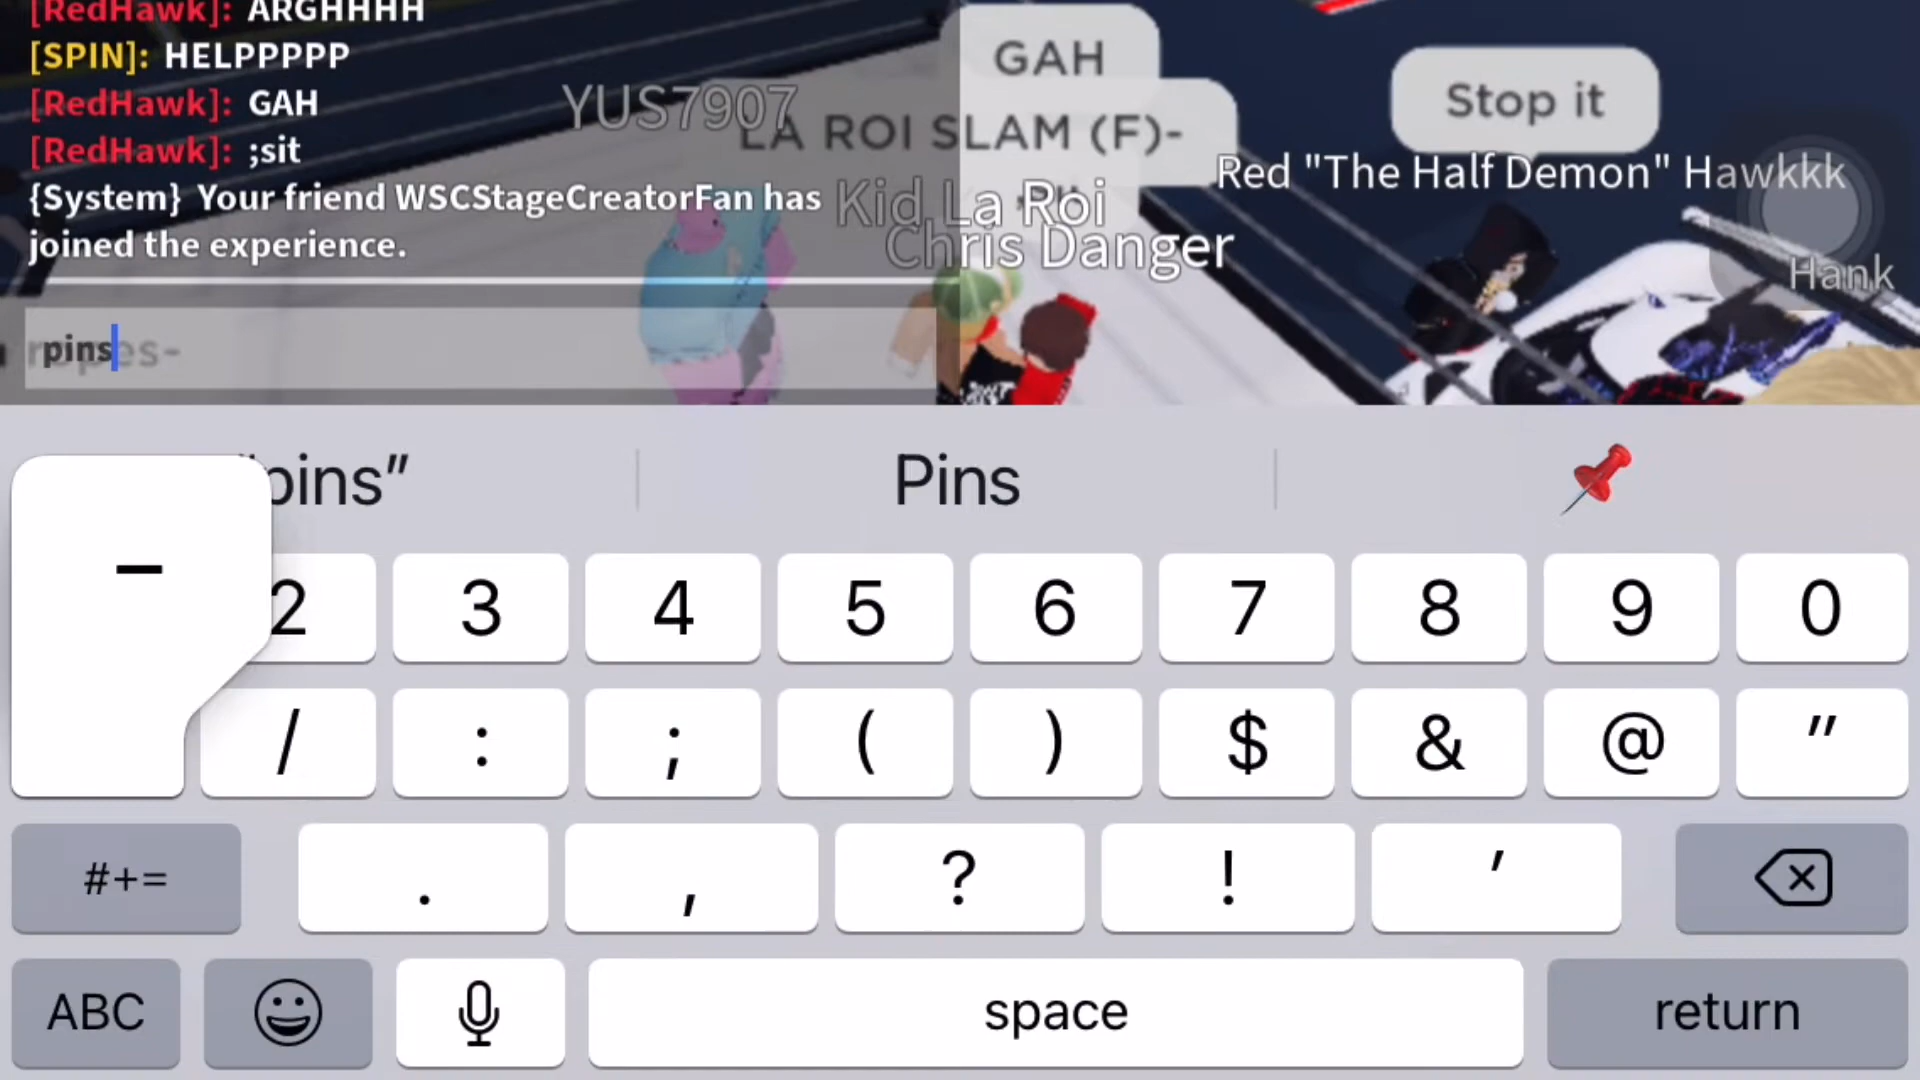 [RedHawk]: ARGHHHH
[SPIN]: HELPPPPP
[RedHawk]: GAH
[RedHawk]: ;sit
{System} Your friend WSCStageCreatorFan has
joined the experience.
YUS7907
GAH
LA ROI SLAM (F)-
Stop it
Red "The Half Demon" Hawkkk
Kid La Roi
Chris Danger
Hank
pins
"pins" Pins
-
2 3 4 5 6 7 8 9 0
/ : ; ( ) $ & @ "
#+= . , ? ! '
ABC space return